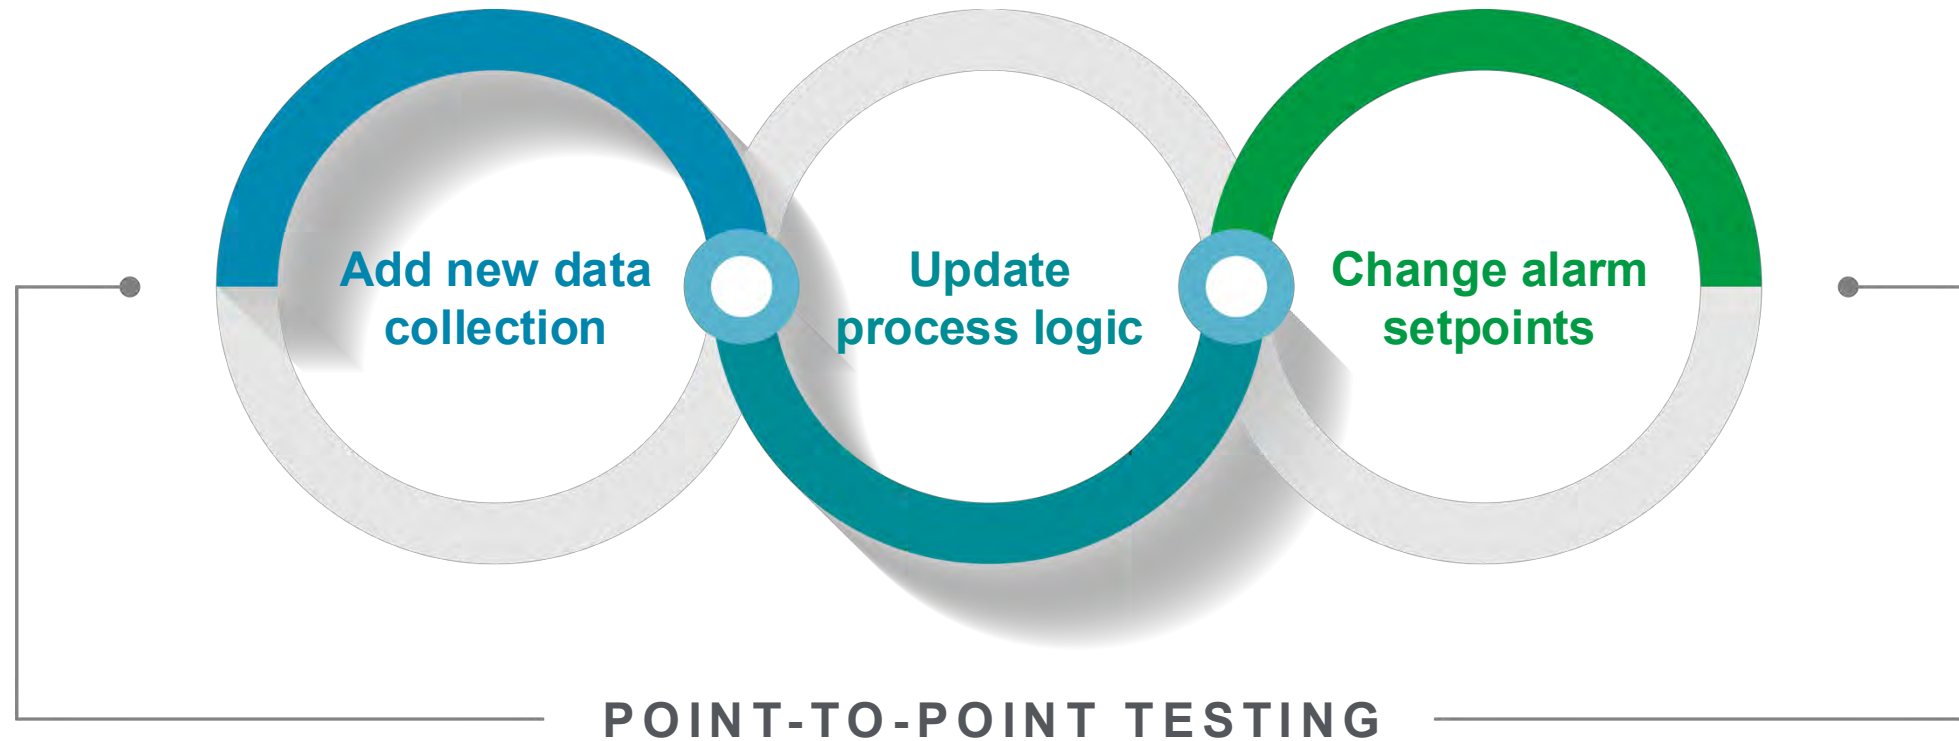 Add new data
collection
Update
process logic
Change alarm
setpoints
POINT-TO-POINT TESTING